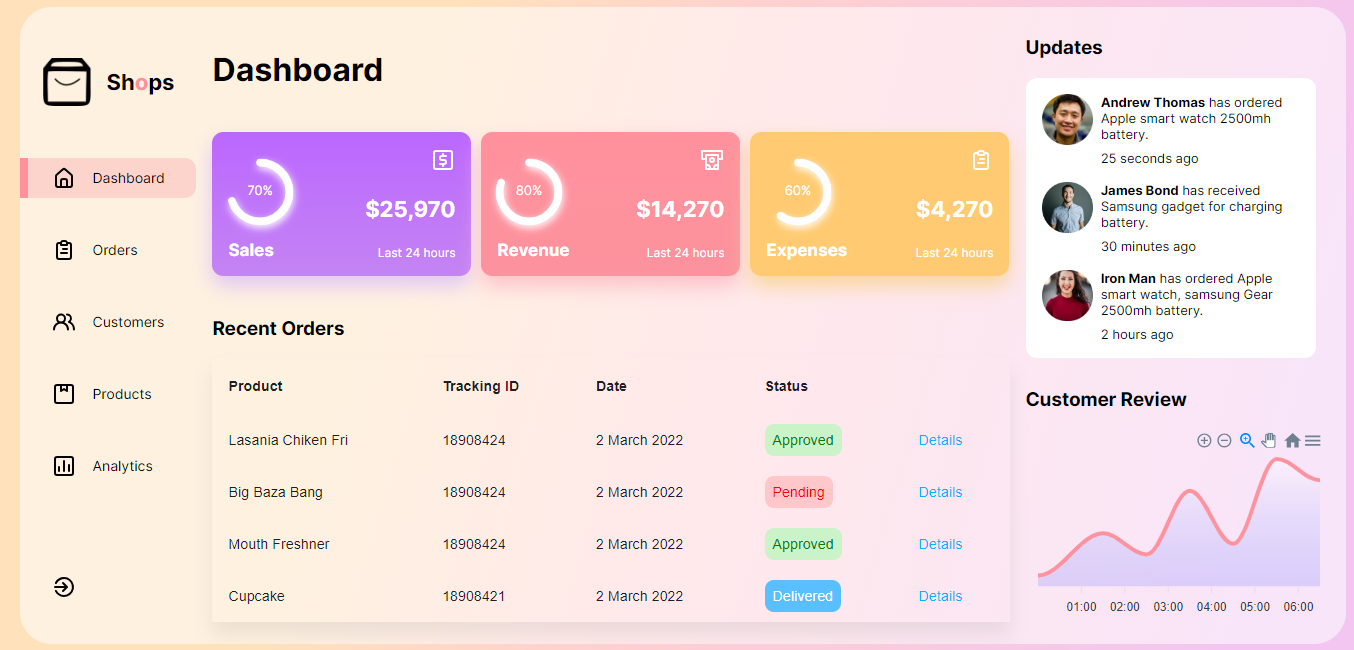 Shops
Dashboard
Orders
Customers
Products
Analytics
Dashboard
70%
$25,970
Sales
Last 24 hours
80%
$14,270
Revenue
Last 24 hours
60%
$4,270
Expenses
Last 24 hours
Recent Orders
Product Tracking ID Date Status
Lasania Chiken Fri 18908424 2 March 2022 Approved Details
Big Baza Bang 18908424 2 March 2022 Pending Details
Mouth Freshner 18908424 2 March 2022 Approved Details
Cupcake 18908421 2 March 2022 Delivered Details
Updates
Andrew Thomas has ordered
Apple smart watch 2500mh
battery.
25 seconds ago
James Bond has received
Samsung gadget for charging
battery.
30 minutes ago
Iron Man has ordered Apple
smart watch, samsung Gear
2500mh battery.
2 hours ago
Customer Review
01:00 02:00 03:00 04:00 05:00 06:00